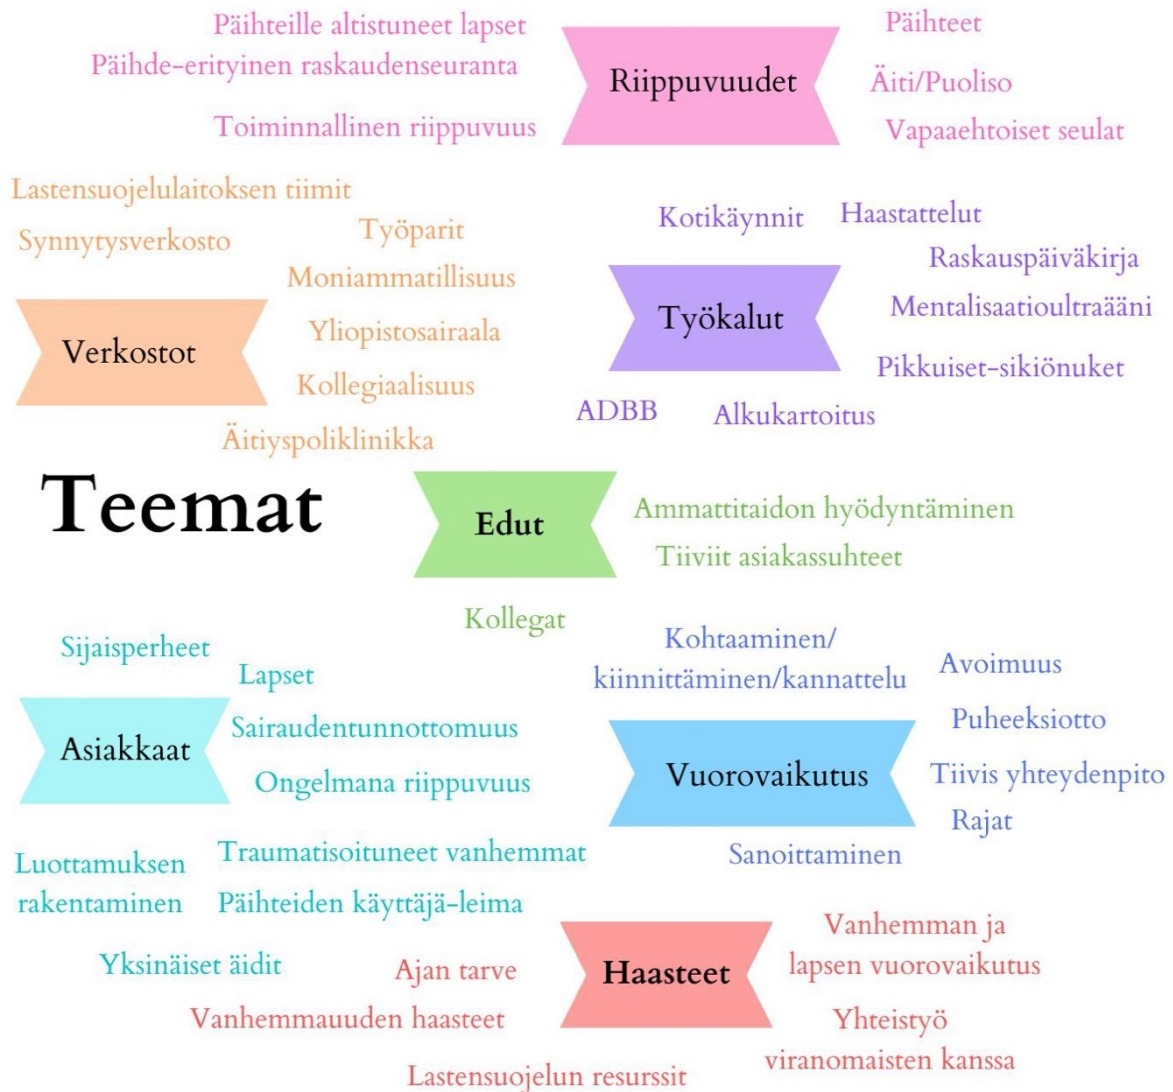 Päihteille altistuneet lapset
Päihde-erityinen raskaudenseuranta
Toiminnallinen riippuvuus
Riippuvuudet
Päihteet
Äiti/Puoliso
Vapaaehtoiset seulat
Lastensuojelulaitoksen tiimit
Synnytysverkosto
Työparit
Moniammatillisuus
Verkostot
Yliopistosairaala
Kollegiaalisuus
Äitiyspoliklinikka
Kotikäynnit
Haastattelut
Raskauspäiväkirja
Työkalut
Mentalisaatioultraääni
Pikkuiset-sikiönuket
ADBB
Alkukartoitus
Teemat
Edut
Ammattitaidon hyödyntäminen
Tiiviit asiakassuhteet
Kollegat
Sijaisperheet
Lapset
Asiakkaat
Sairaudentunnottomuus
Ongelmana riippuvuus
Luottamuksen
rakentaminen
Traumatisoituneet vanhemmat
Päihteiden käyttäjä-leima
Yksinäiset äidit
Kohtaaminen/
kiinnittäminen/kannattelu
Avoimuus
Puheeksiotto
Vuorovaikutus
Tiivis yhteydenpito
Rajat
Sanoittaminen
Ajan tarve
Vanhemmauuden haasteet
Haasteet
Vanhemman ja
lapsen vuorovaikutus
Yhteistyö
viranomaisten kanssa
Lastensuojelun resurssit